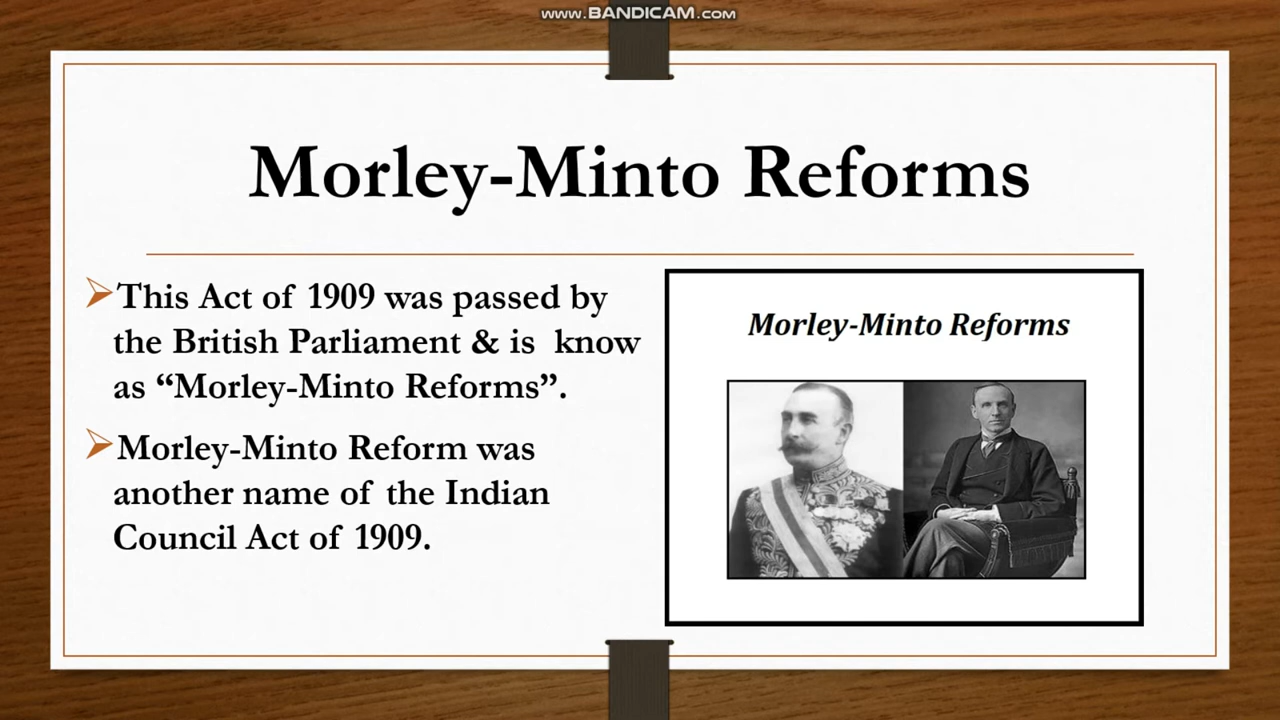 www.BANDICAM.com
Morley-Minto Reforms
This Act of 1909 was passed by
the British Parliament & is know
as “Morley-Minto Reforms”.
Morley-Minto Reform was
another name of the Indian
Council Act of 1909.
Morley-Minto Reforms